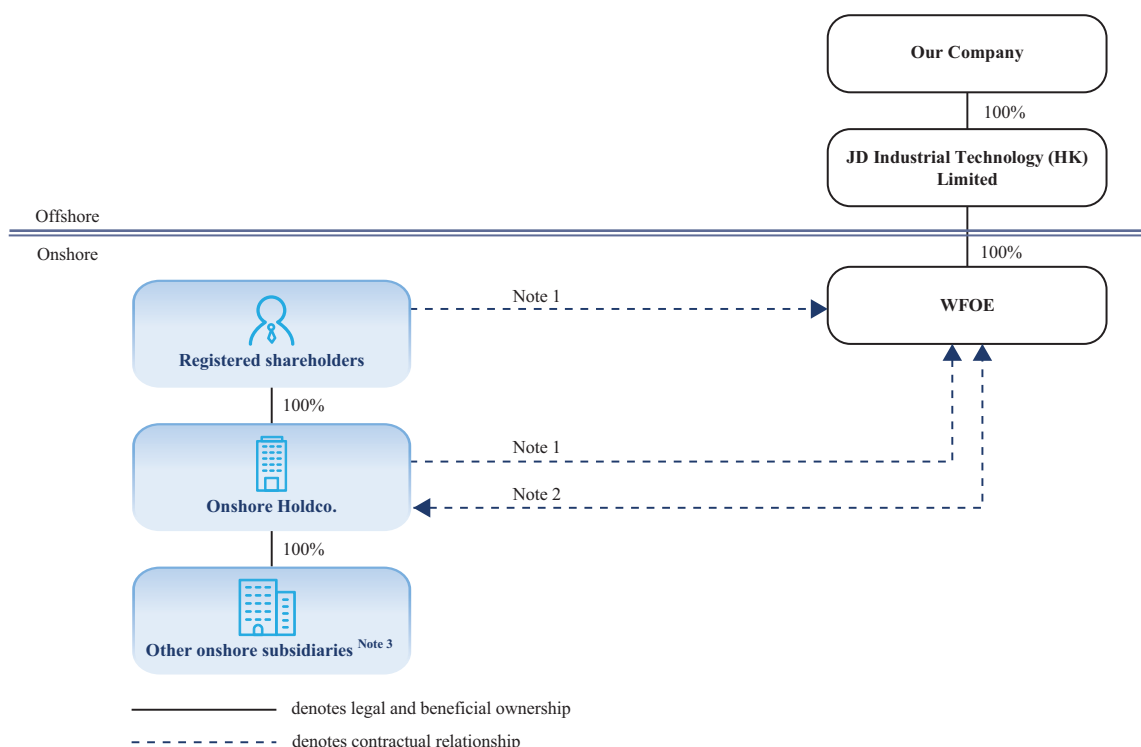 Our Company
100%
JD Industrial Technology (HK)
Limited
Offshore
Onshore
100%
Note 1
WFOE
Registered shareholders
100%
Note 1
Note 2
Onshore Holdco.
100%
Other onshore subsidiaries Note 3
denotes legal and beneficial ownership
denotes contractual relationship